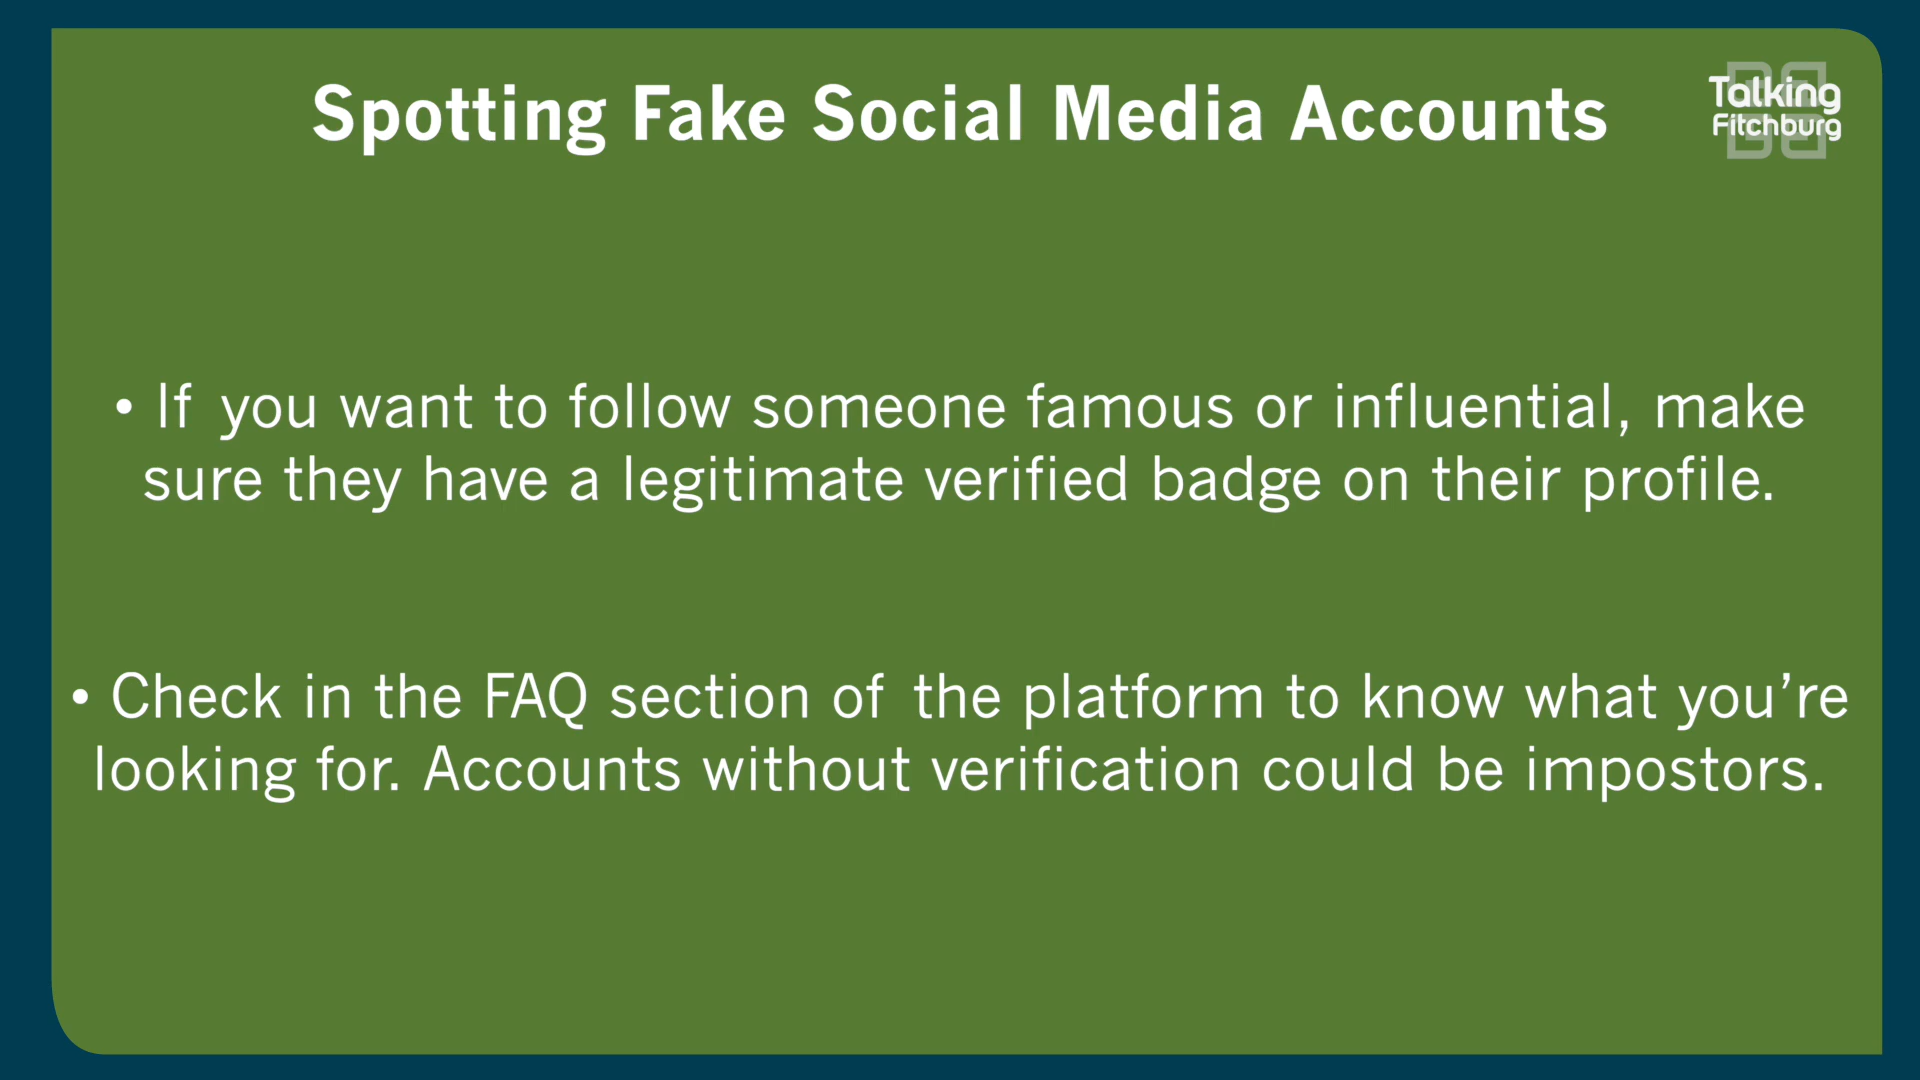 Spotting Fake Social Media Accounts
Talking
Fitchburg
• If you want to follow someone famous or influential, make
sure they have a legitimate verified badge on their profile.
• Check in the FAQ section of the platform to know what you’re
looking for. Accounts without verification could be impostors.